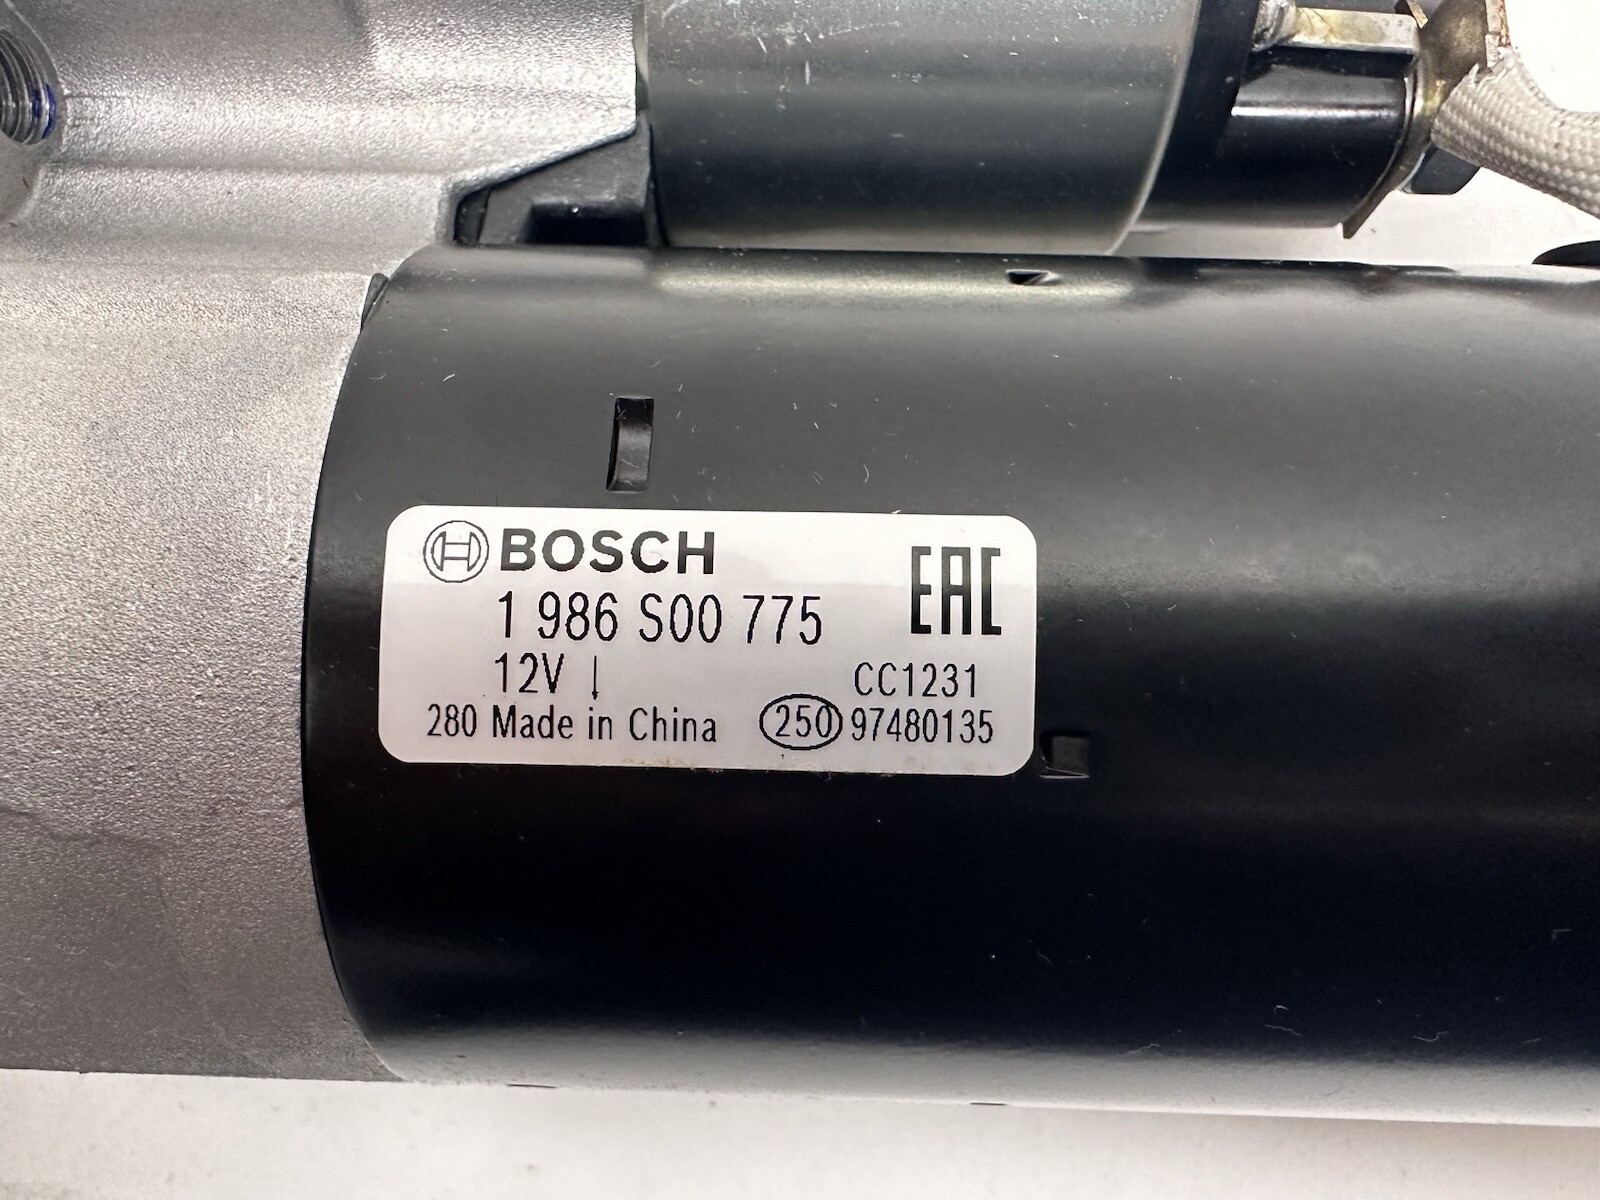 BOSCH
1 986 S00 775
EAC
12V ↓
CC1231
280 Made in China
250 97480135